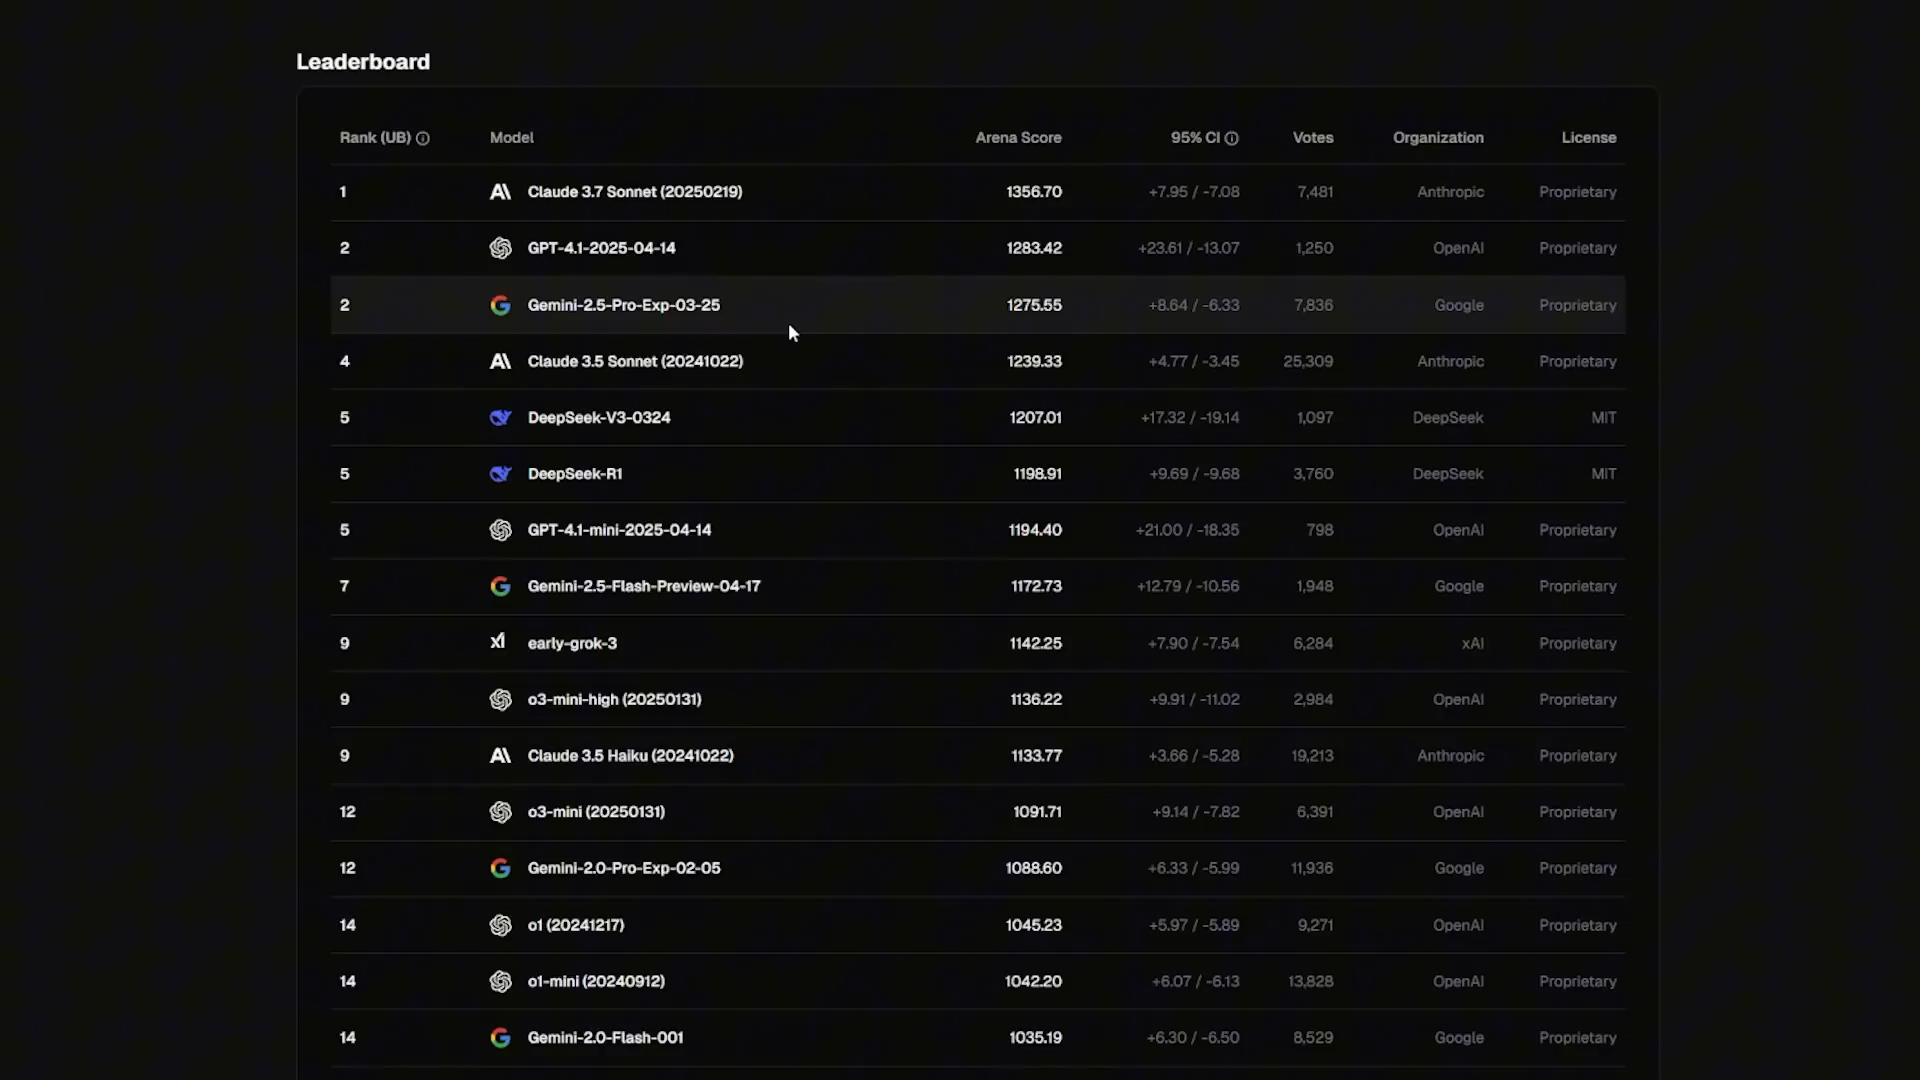 Leaderboard
Rank (UB) Model Arena Score 95% CI Votes Organization License
1 Claude 3.7 Sonnet (20250219) 1356.70 +7.95 / -7.08 7,481 Anthropic Proprietary
2 GPT-4.1-2025-04-14 1283.42 +23.61 / -13.07 1,250 OpenAI Proprietary
2 Gemini-2.5-Pro-Exp-03-25 1275.55 +8.64 / -6.33 7,836 Google Proprietary
4 Claude 3.5 Sonnet (20241022) 1239.33 +4.77 / -3.45 25,309 Anthropic Proprietary
5 DeepSeek-V3-0324 1207.01 +17.32 / -19.14 1,097 DeepSeek MIT
5 DeepSeek-R1 1198.91 +9.69 / -9.68 3,760 DeepSeek MIT
5 GPT-4.1-mini-2025-04-14 1194.40 +21.00 / -18.35 798 OpenAI Proprietary
7 Gemini-2.5-Flash-Preview-04-17 1172.73 +12.79 / -10.56 1,948 Google Proprietary
9 early-grok-3 1142.25 +7.90 / -7.54 6,284 xAI Proprietary
9 o3-mini-high (20250131) 1136.22 +9.91 / -11.02 2,984 OpenAI Proprietary
9 Claude 3.5 Haiku (20241022) 1133.77 +3.66 / -5.28 19,213 Anthropic Proprietary
12 o3-mini (20250131) 1091.71 +9.14 / -7.82 6,391 OpenAI Proprietary
12 Gemini-2.0-Pro-Exp-02-05 1088.60 +6.33 / -5.99 11,936 Google Proprietary
14 o1 (20241217) 1045.23 +5.97 / -5.89 9,271 OpenAI Proprietary
14 o1-mini (20240912) 1042.20 +6.07 / -6.13 13,828 OpenAI Proprietary
14 Gemini-2.0-Flash-001 1035.19 +6.30 / -6.50 8,529 Google Proprietary